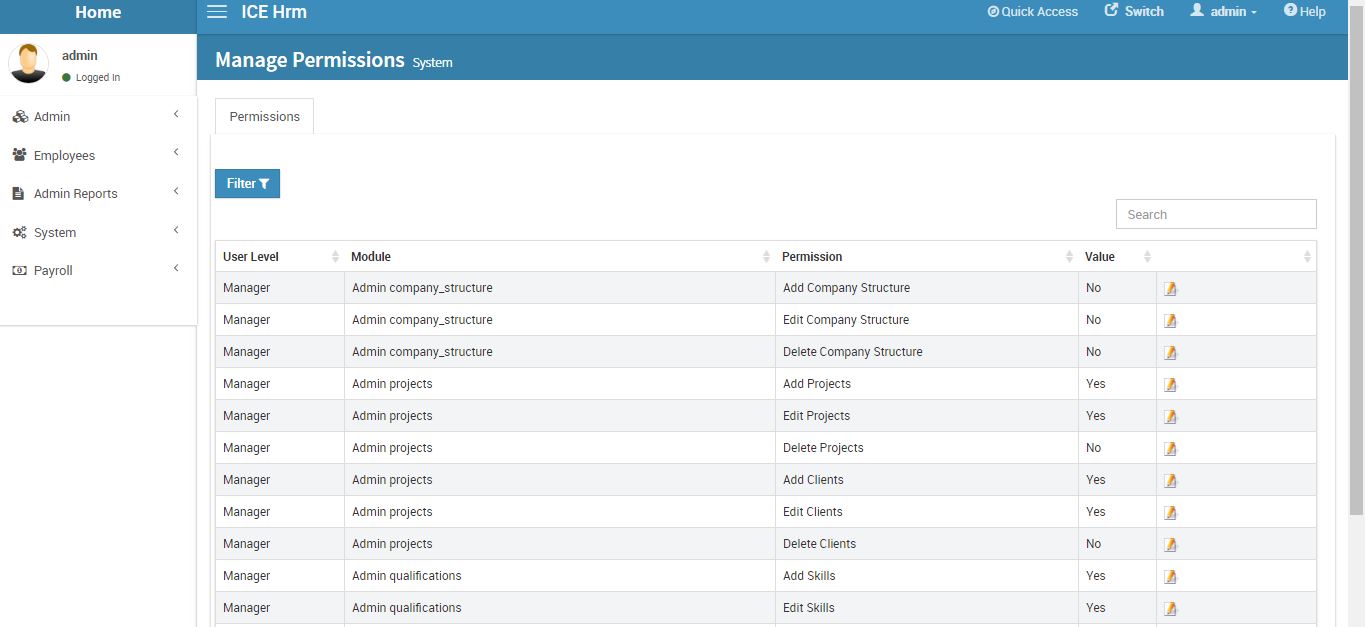 Home
ICE Hrm
Quick Access
Switch
admin
Help
admin
Logged In
Manage Permissions System
Admin
Employees
Admin Reports
System
Payroll
Permissions
Filter
Search
User Level Module Permission Value
Manager Admin company_structure Add Company Structure No
Manager Admin company_structure Edit Company Structure No
Manager Admin company_structure Delete Company Structure No
Manager Admin projects Add Projects Yes
Manager Admin projects Edit Projects Yes
Manager Admin projects Delete Projects No
Manager Admin projects Add Clients Yes
Manager Admin projects Edit Clients Yes
Manager Admin projects Delete Clients No
Manager Admin qualifications Add Skills Yes
Manager Admin qualifications Edit Skills Yes